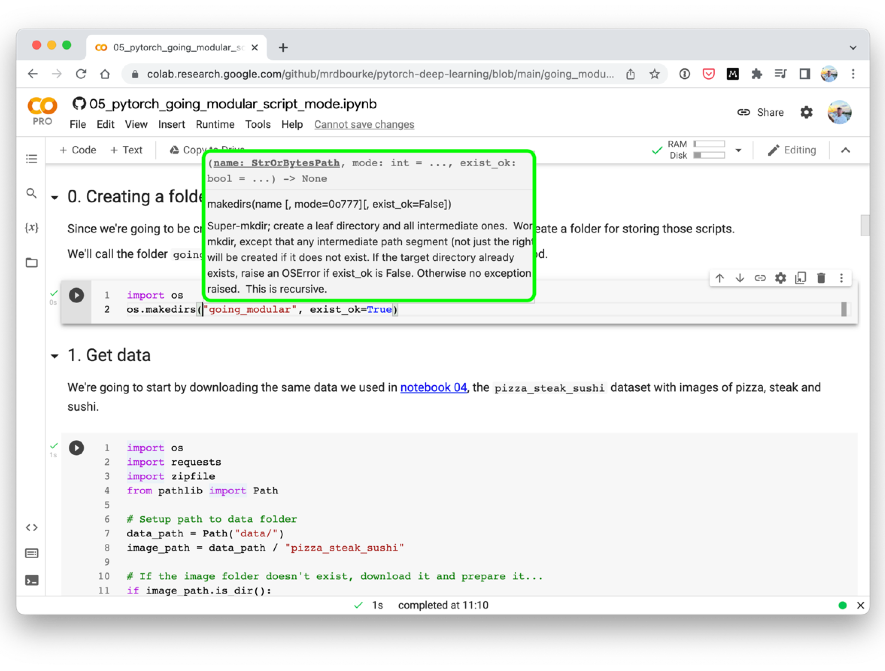 05_pytorch_going_modular_sc
colab.research.google.com/github/mrdbourke/pytorch-deep-learning/blob/main/going_modu...
CO
PRO
05_pytorch_going_modular_script_mode.ipynb
File Edit View Insert Runtime Tools Help Cannot save changes
Share
+ Code + Text Copy to Drive
RAM
Disk
Editing
(name: StrOrBytesPath, mode: int = ..., exist_ok:
bool = ...) -> None
makedirs(name [, mode=0o777][, exist_ok=False])
Super-mkdir; create a leaf directory and all intermediate ones. Wor
mkdir, except that any intermediate path segment (not just the right
will be created if it does not exist. If the target directory already
exists, raise an OSError if exist_ok is False. Otherwise no exception
raised. This is recursive.
0. Creating a folde
Since we're going to be cr eate a folder for storing those scripts.
We'll call the folder going d.
{x}
0s
1 import os
2 os.makedirs("going_modular", exist_ok=True)
1. Get data
We're going to start by downloading the same data we used in notebook 04, the pizza_steak_sushi dataset with images of pizza, steak and
sushi.
1s
1 import os
2 import requests
3 import zipfile
4 from pathlib import Path
5
6 # Setup path to data folder
7 data_path = Path("data/")
8 image_path = data_path / "pizza_steak_sushi"
9
10 # If the image folder doesn't exist, download it and prepare it...
11 if image_path.is_dir():
1s completed at 11:10